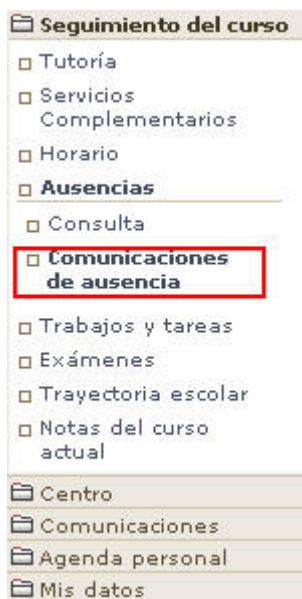 Seguimiento del curso
Tutoría
Servicios
Complementarios
Horario
Ausencias
Consulta
Comunicaciones
de ausencia
Trabajos y tareas
Exámenes
Trayectoria escolar
Notas del curso
actual
Centro
Comunicaciones
Agenda personal
Mis datos